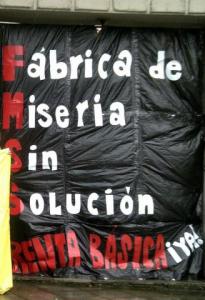 Fábrica de
Miseria
Sin
Solución
RENTA BÁSICA ¡YA!